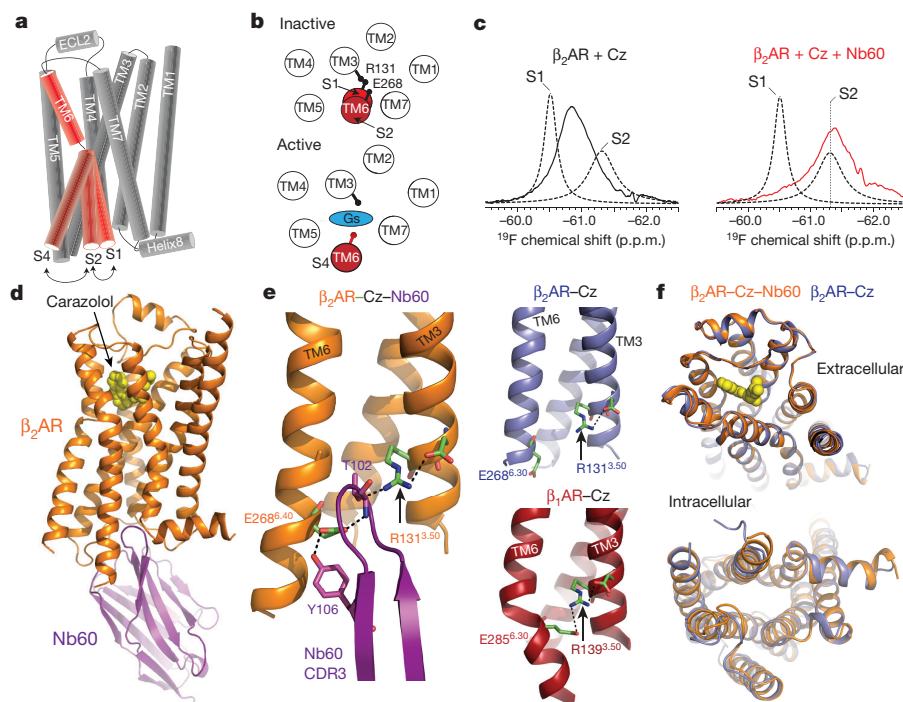 a
ECL2
TM6
TM5
TM4
TM7
TM3
TM2
TM1
Helix8
S4
S2
S1
b
Inactive
TM2
TM4
TM3
R131
TM1
E268
S1
TM6
TM5
TM7
S2
Active
TM2
TM4
TM3
TM1
Gs
TM5
TM7
S4
TM6
c
β2AR + Cz
S1
S2
−60.0 −61.0 −62.0
19F chemical shift (p.p.m.)
β2AR + Cz + Nb60
S1
S2
−60.0 −61.0 −62.0
19F chemical shift (p.p.m.)
d
Carazolol
β2AR
Nb60
e
β2AR–Cz–Nb60
TM6
TM3
T102
E268^6.40
R131^3.50
Y106
Nb60
CDR3
β2AR–Cz
TM6
TM3
E268^6.30
R131^3.50
β1AR–Cz
TM6
TM3
E285^6.30
R139^3.50
f
β2AR–Cz–Nb60 β2AR–Cz
Extracellular
Intracellular